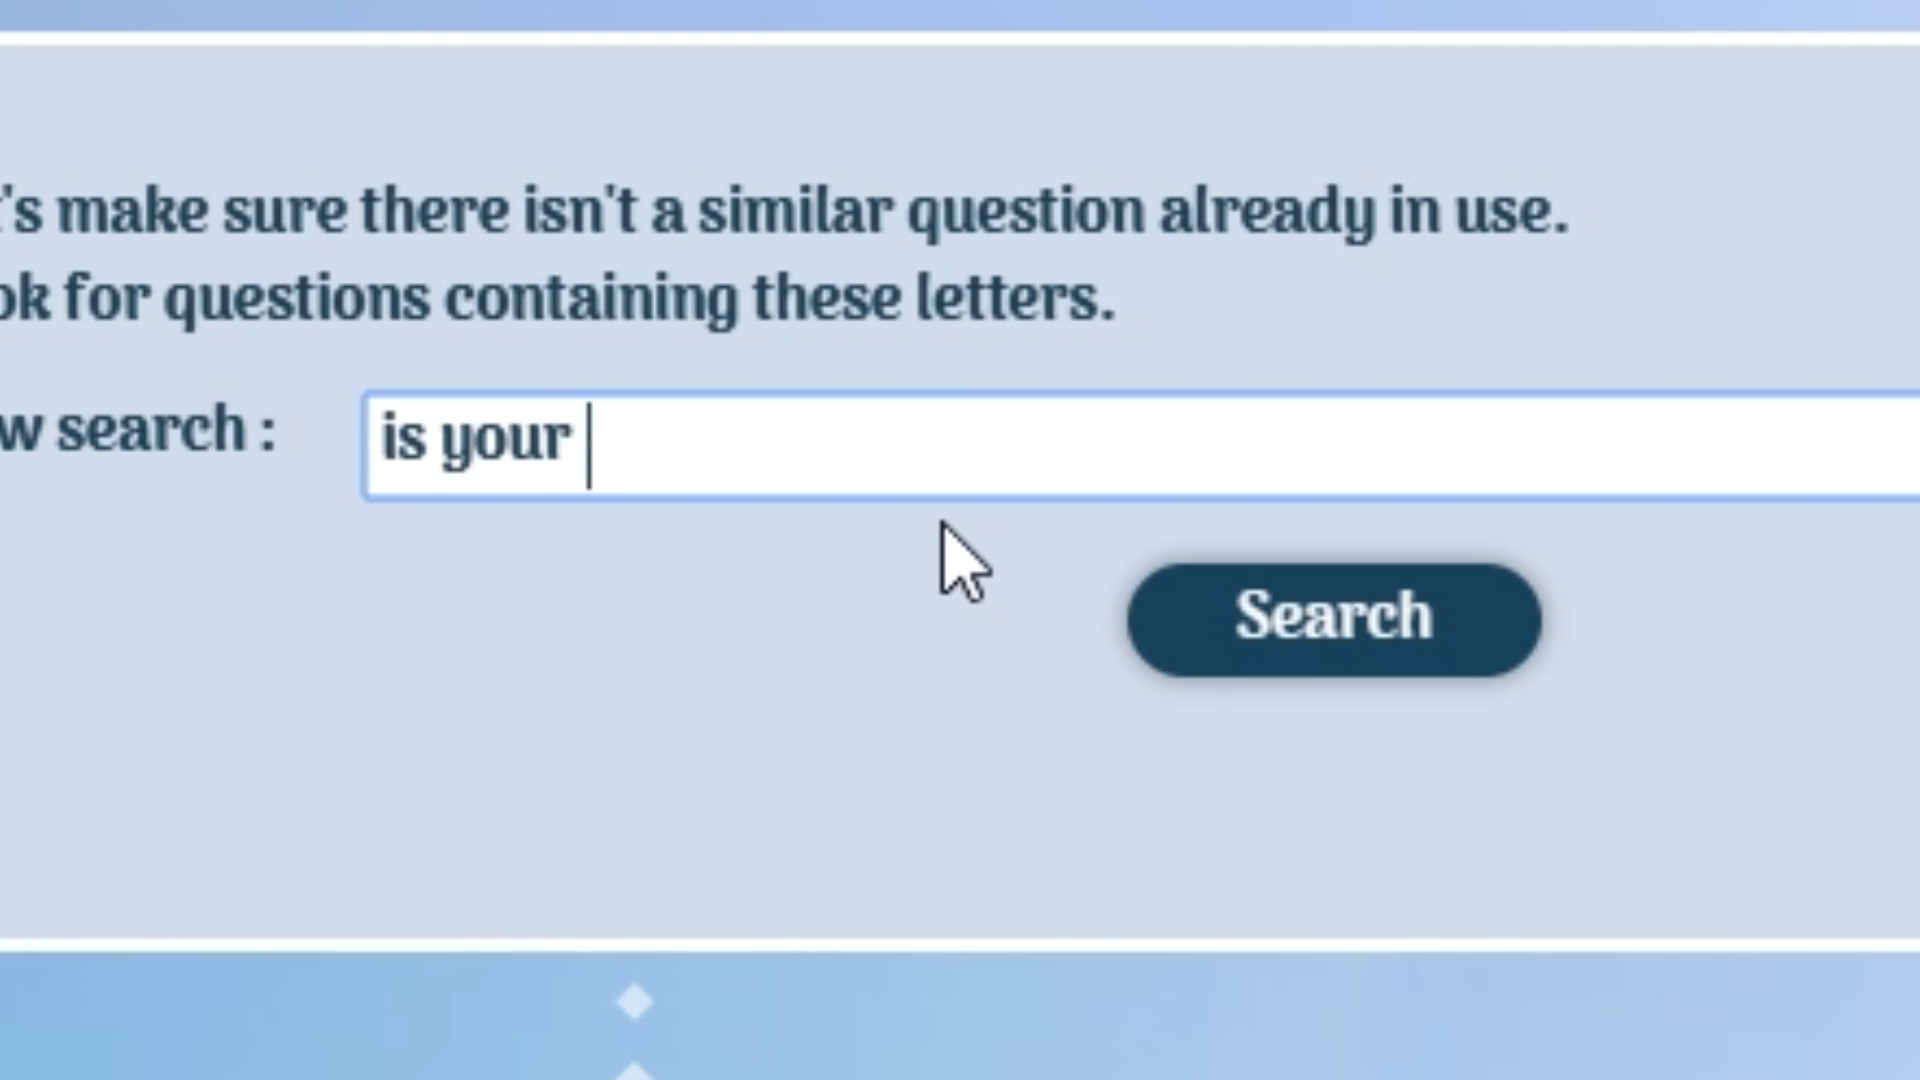 's make sure there isn't a similar question already in use.
ok for questions containing these letters.
w search :
is your
Search